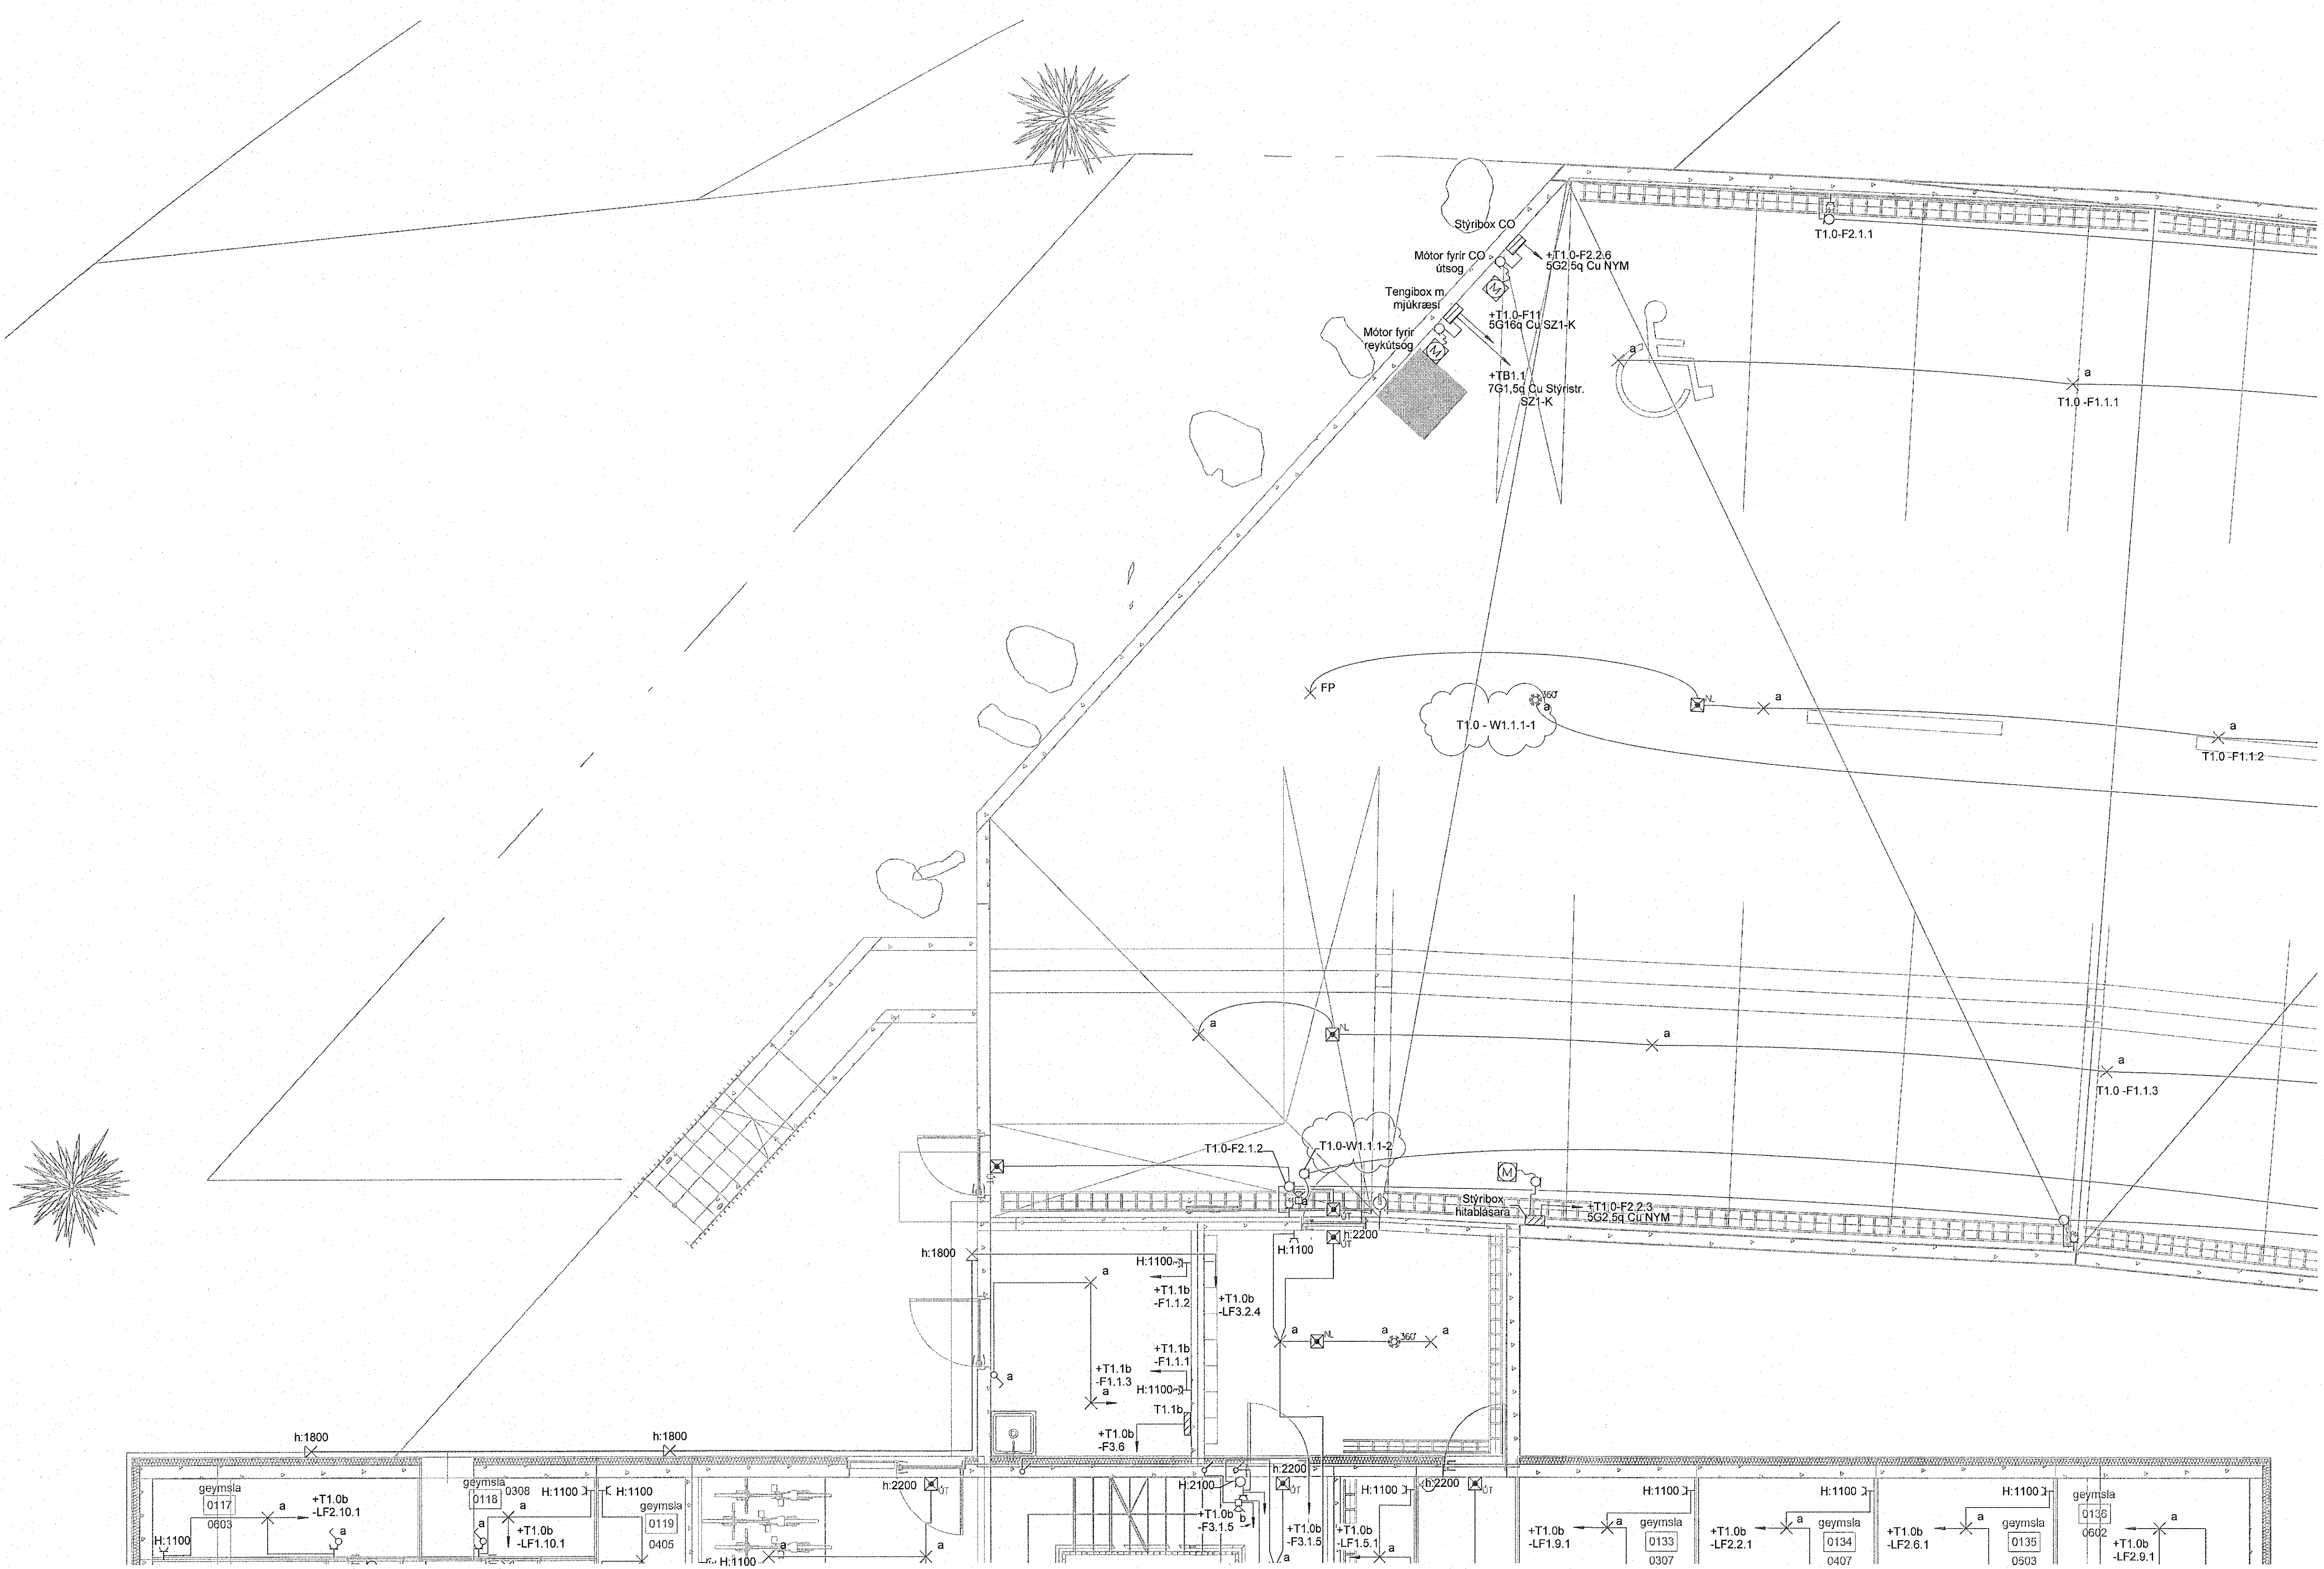 Stýribox CO
T1.0-F2.1.1
Mótor fyrir CO
útsog
+T1.0-F2.2.6
5G2,5q Cu NYM
M
Tengibox m.
mjúkræsi
+T1.0-F11
5G16q Cu SZ1-K
Mótor fyrir
reykútsog
M
a
a
+TB1.1
7G1,5q Cu Stýristr.
SZ1-K
T1.0 -F1.1.1
FP
360°
a
NL
a
T1.0 - W1.1.1-1
a
T1.0 -F1.1.2
a
NL
a
a
T1.0 -F1.1.3
T1.0-F2.1.2
T1.0-W1.1.1-2
M
a
ÚT
Stýribox
hitablásara
+T1.0-F2.2.3
5G2,5q Cu NYM
h:2200
h:1800
H:1100
ÚT
H:1100
a
+T1.1b
-F1.1.2
+T1.0b
-LF3.2.4
a
NL
a
360°
a
+T1.1b
-F1.1.1
+T1.1b
-F1.1.3
a
a
H:1100
T1.1b
+T1.0b
-F3.6
h:1800
h:1800
geymsla
0117
0603
a
+T1.0b
-LF2.10.1
H:1100
a
geymsla
0118
0308
a
a
+T1.0b
-LF1.10.1
H:1100
H:1100
geymsla
0119
0405
h:2200
ÚT
H:1100
a
a
H:2100
h:2200
ÚT
+T1.0b
-F3.1.5
b
+T1.0b
-F3.1.5
a
H:1100
+T1.0b
-LF1.5.1
a
h:2200
ÚT
H:1100
+T1.0b
-LF1.9.1
a
geymsla
0133
0307
H:1100
+T1.0b
-LF2.2.1
a
geymsla
0134
0407
H:1100
+T1.0b
-LF2.6.1
a
geymsla
0135
0503
geymsla
0136
0602
a
+T1.0b
-LF2.9.1